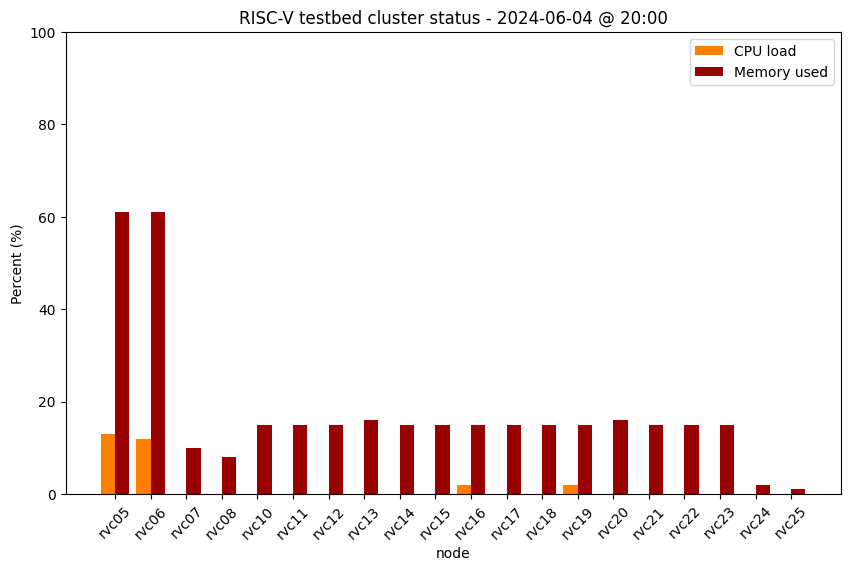 RISC-V testbed cluster status - 2024-06-04 @ 20:00
CPU load
Memory used
Percent (%)
100
80
60
40
20
0
rvc05 rvc06 rvc07 rvc08 rvc10 rvc11 rvc12 rvc13 rvc14 rvc15 rvc16 rvc17 rvc18 rvc19 rvc20 rvc21 rvc22 rvc23 rvc24 rvc25
node